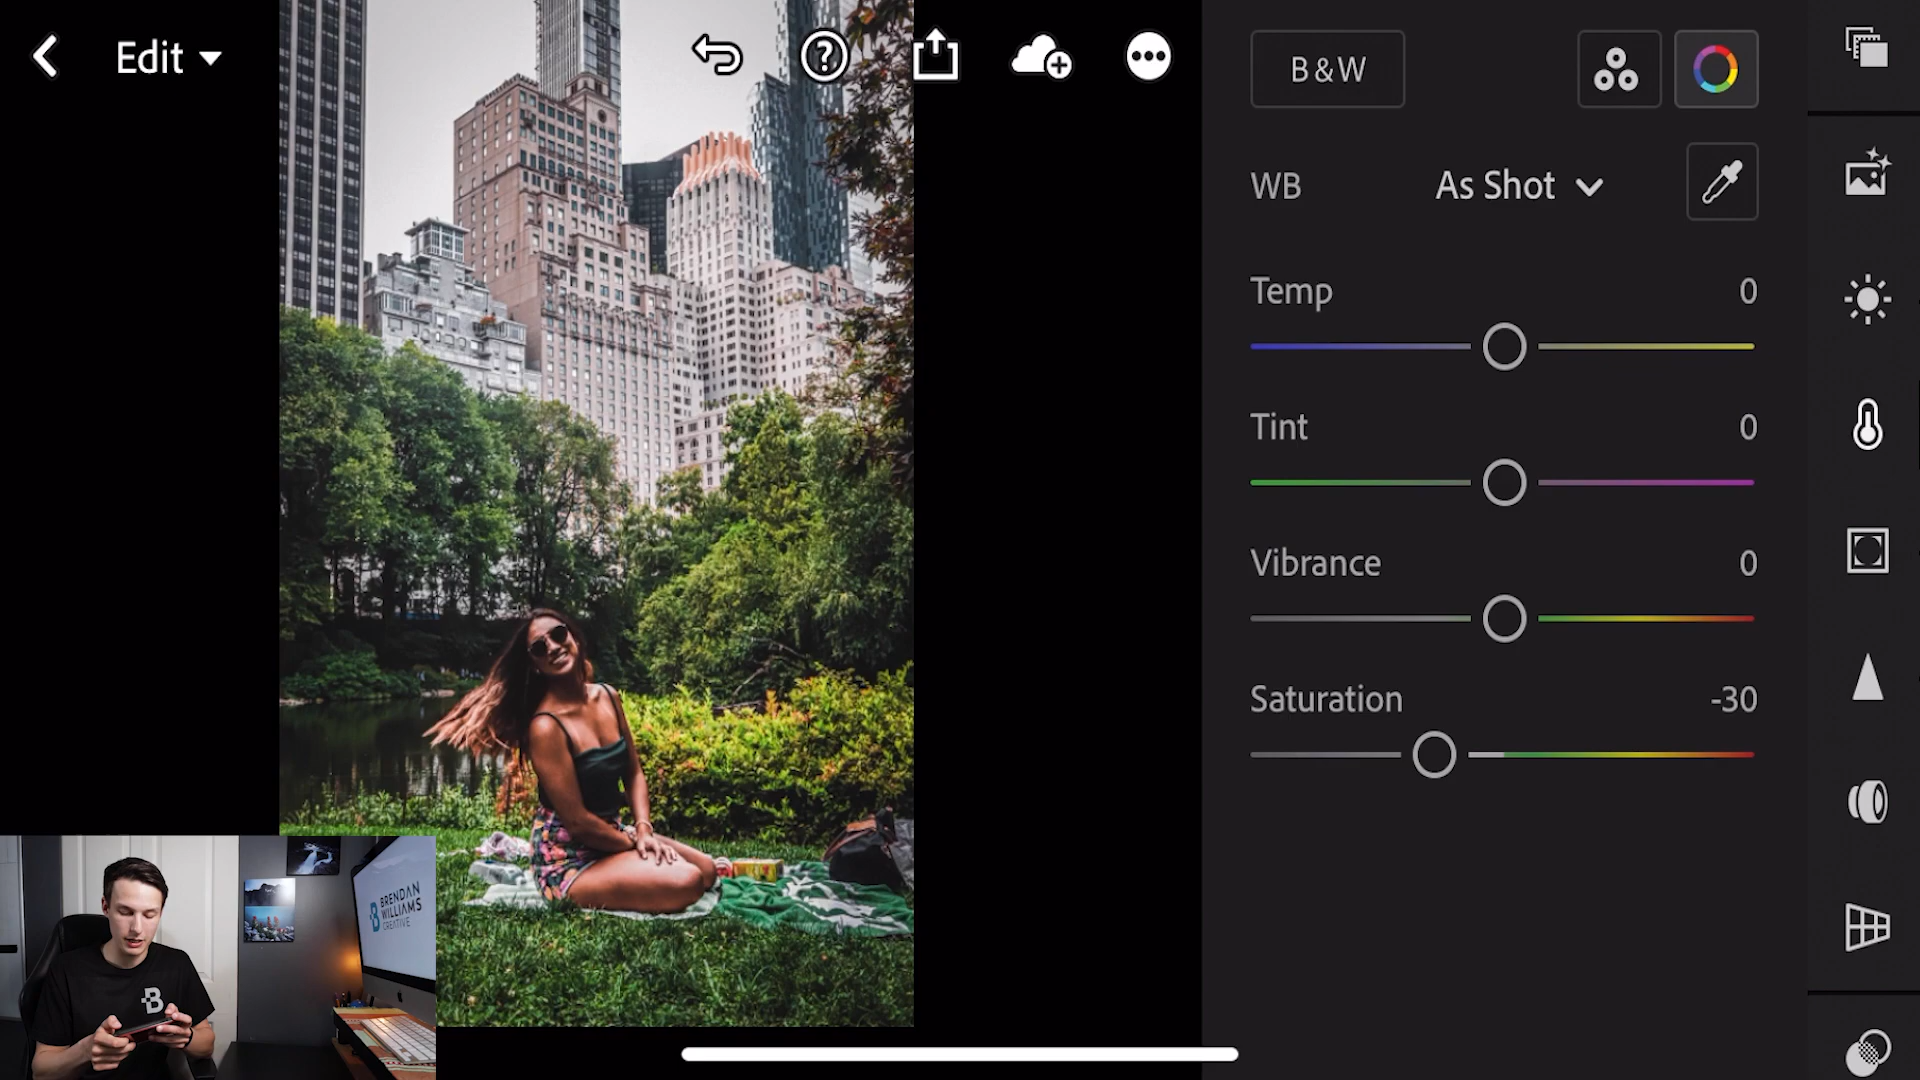 Edit
B&W
WB
As Shot
Temp
0
Tint
0
Vibrance
0
Saturation
-30
BRENDAN
WILLIAMS
CREATIVE
B